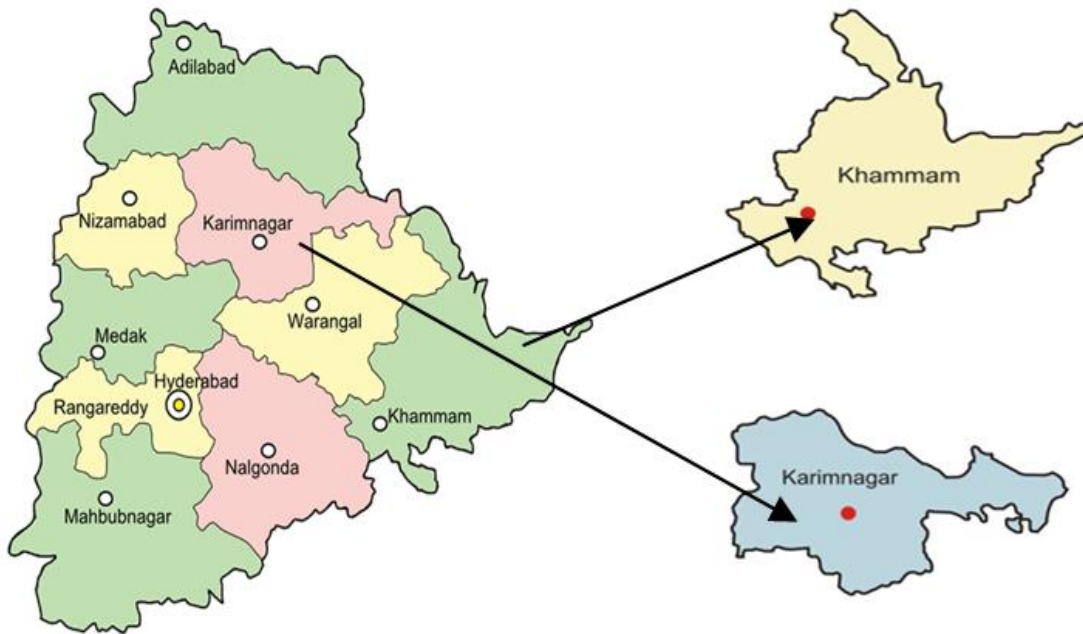 Adilabad
Nizamabad
Karimnagar
Warangal
Medak
Hyderabad
Rangareddy
Khammam
Nalgonda
Mahbubnagar
Khammam
Karimnagar